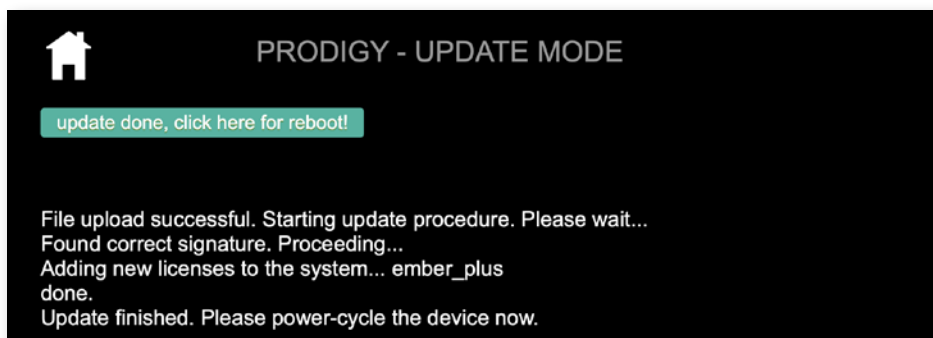 PRODIGY - UPDATE MODE
update done, click here for reboot!
File upload successful. Starting update procedure. Please wait...
Found correct signature. Proceeding...
Adding new licenses to the system... ember_plus
done.
Update finished. Please power-cycle the device now.